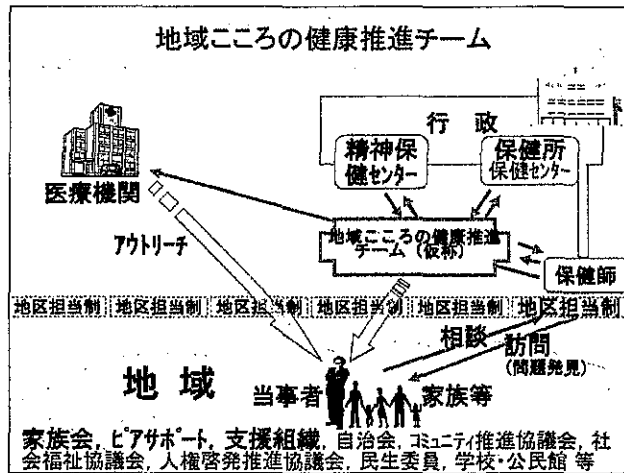 地域こころの健康推進チーム
行 政
精神保
健センター
保健所
保健センター
医療機関
アウトリーチ
地域こころの健康推進
チーム（仮称）
保健師
地区担当制 地区担当制 地区担当制 地区担当制 地区担当制 地区担当制
相談
訪問
(問題発見)
地 域
当事者
家族等
家族会, ピアサポート, 支援組織, 自治会, コミュニティ推進協議会, 社
会福祉協議会, 人権啓発推進協議会, 民生委員, 学校・公民館 等